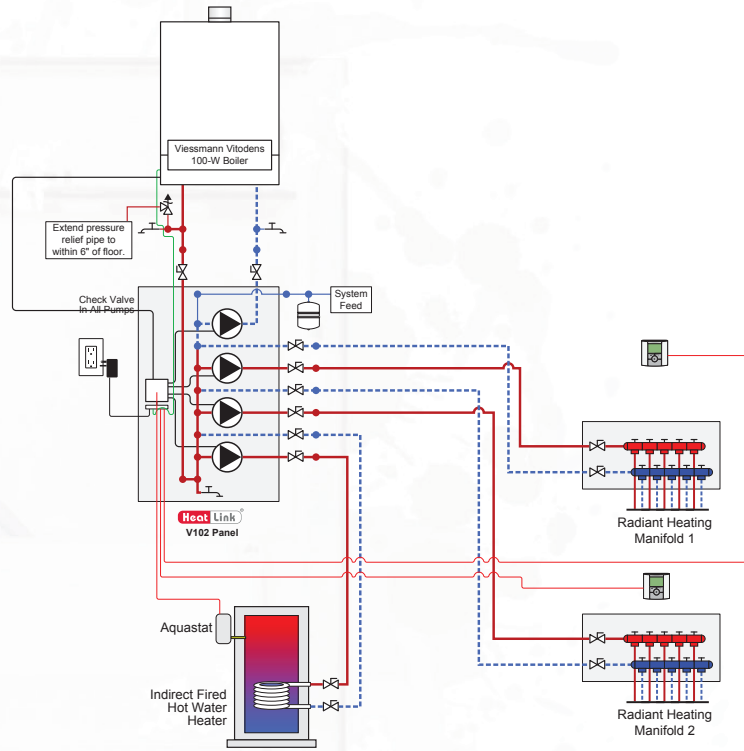 Viessmann Vitodens
100-W Boiler
Extend pressure
relief pipe to
within 6" of floor.
Check Valve
In All Pumps
System
Feed
Heat Link®
V102 Panel
Radiant Heating
Manifold 1
Aquastat
Indirect Fired
Hot Water
Heater
Radiant Heating
Manifold 2